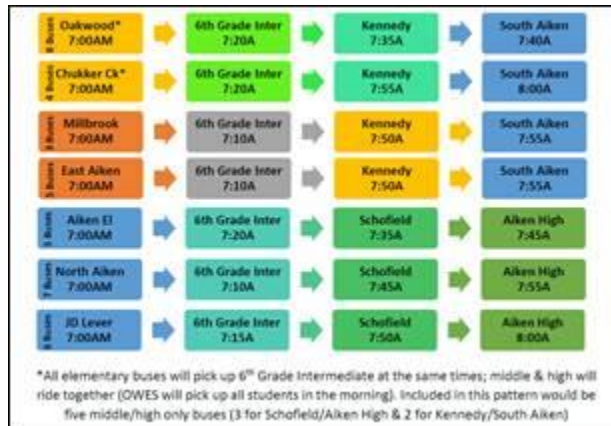 8 Buses Oakwood* 7:00AM 6th Grade Inter 7:20A Kennedy 7:35A South Aiken 7:40A
4 Buses Chukker Ck* 7:00AM 6th Grade Inter 7:20A Kennedy 7:55A South Aiken 8:00A
Buses Millbrook 7:00AM 6th Grade Inter 7:10A Kennedy 7:50A South Aiken 7:55A
5 Buses East Aiken 7:00AM 6th Grade Inter 7:10A Kennedy 7:50A South Aiken 7:55A
5 Buses Aiken El 7:00AM 6th Grade Inter 7:20A Schofield 7:35A Aiken High 7:45A
7 Buses North Aiken 7:00AM 6th Grade Inter 7:10A Schofield 7:45A Aiken High 7:55A
Buses JD Lever 7:00AM 6th Grade Inter 7:15A Schofield 7:50A Aiken High 8:00A
*All elementary buses will pick up 6th Grade Intermediate at the same times; middle & high will
ride together (OWES will pick up all students in the morning). Included in this pattern would be
five middle/high only buses (3 for Schofield/Aiken High & 2 for Kennedy/South Aiken)